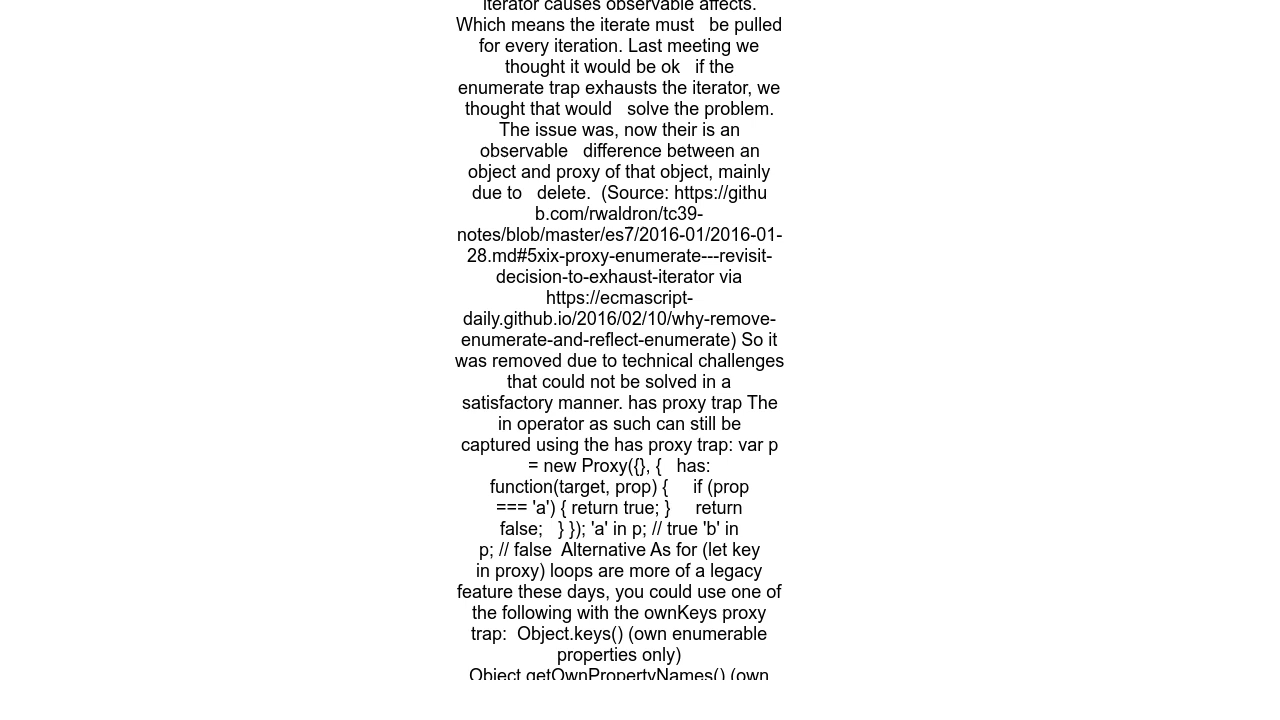 iterator causes observable affects.
Which means the iterate must   be pulled
for every iteration. Last meeting we
thought it would be ok   if the
enumerate trap exhausts the iterator, we
thought that would   solve the problem.
The issue was, now their is an
observable   difference between an
object and proxy of that object, mainly
due to   delete.  (Source: https://githu
b.com/rwaldron/tc39-
notes/blob/master/es7/2016-01/2016-01-
28.md#5xix-proxy-enumerate---revisit-
decision-to-exhaust-iterator via
https://ecmascript-
daily.github.io/2016/02/10/why-remove-
enumerate-and-reflect-enumerate) So it
was removed due to technical challenges
that could not be solved in a
satisfactory manner. has proxy trap The
in operator as such can still be
captured using the has proxy trap: var p
= new Proxy({}, {   has:
function(target, prop) {     if (prop
=== 'a') { return true; }     return
false;   } }); 'a' in p; // true 'b' in
p; // false  Alternative As for (let key
in proxy) loops are more of a legacy
feature these days, you could use one of
the following with the ownKeys proxy
trap:  Object.keys() (own enumerable
properties only)
Object.getOwnPropertyNames() (own